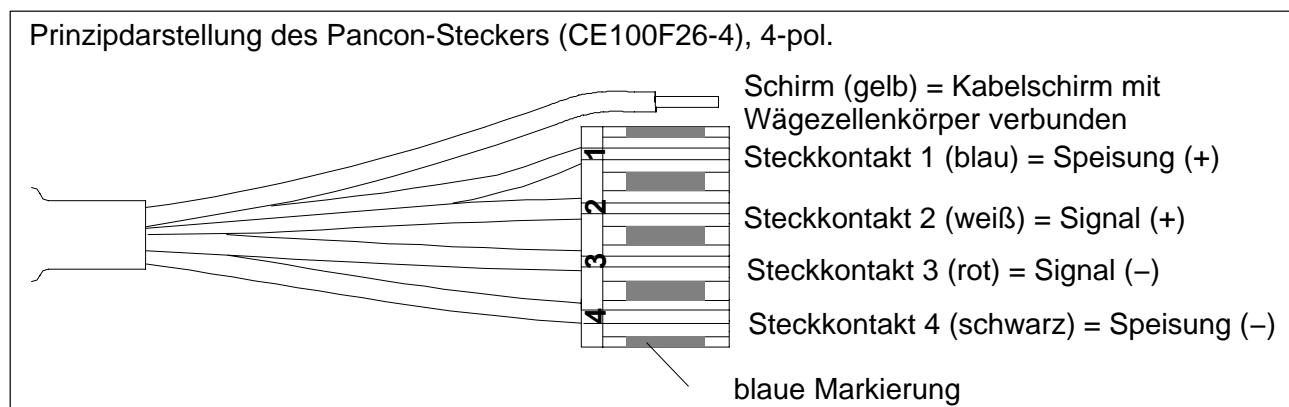 Prinzipdarstellung des Pancon-Steckers (CE100F26-4), 4-pol.
Schirm (gelb) = Kabelschirm mit
Wägezellenkörper verbunden
1
Steckkontakt 1 (blau) = Speisung (+)
2
Steckkontakt 2 (weiß) = Signal (+)
3
Steckkontakt 3 (rot) = Signal (−)
4
Steckkontakt 4 (schwarz) = Speisung (−)
blaue Markierung